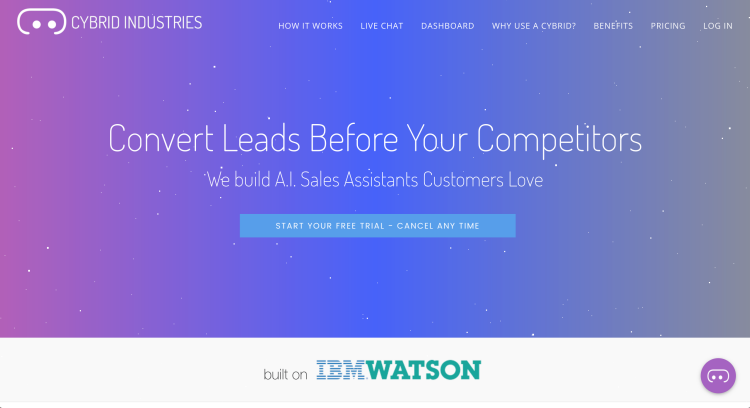 CYBRID INDUSTRIES
HOW IT WORKS LIVE CHAT DASHBOARD WHY USE A CYBRID? BENEFITS PRICING LOG IN
Convert Leads Before Your Competitors
We build A.I. Sales Assistants Customers Love
START YOUR FREE TRIAL - CANCEL ANY TIME
built on IBM WATSON